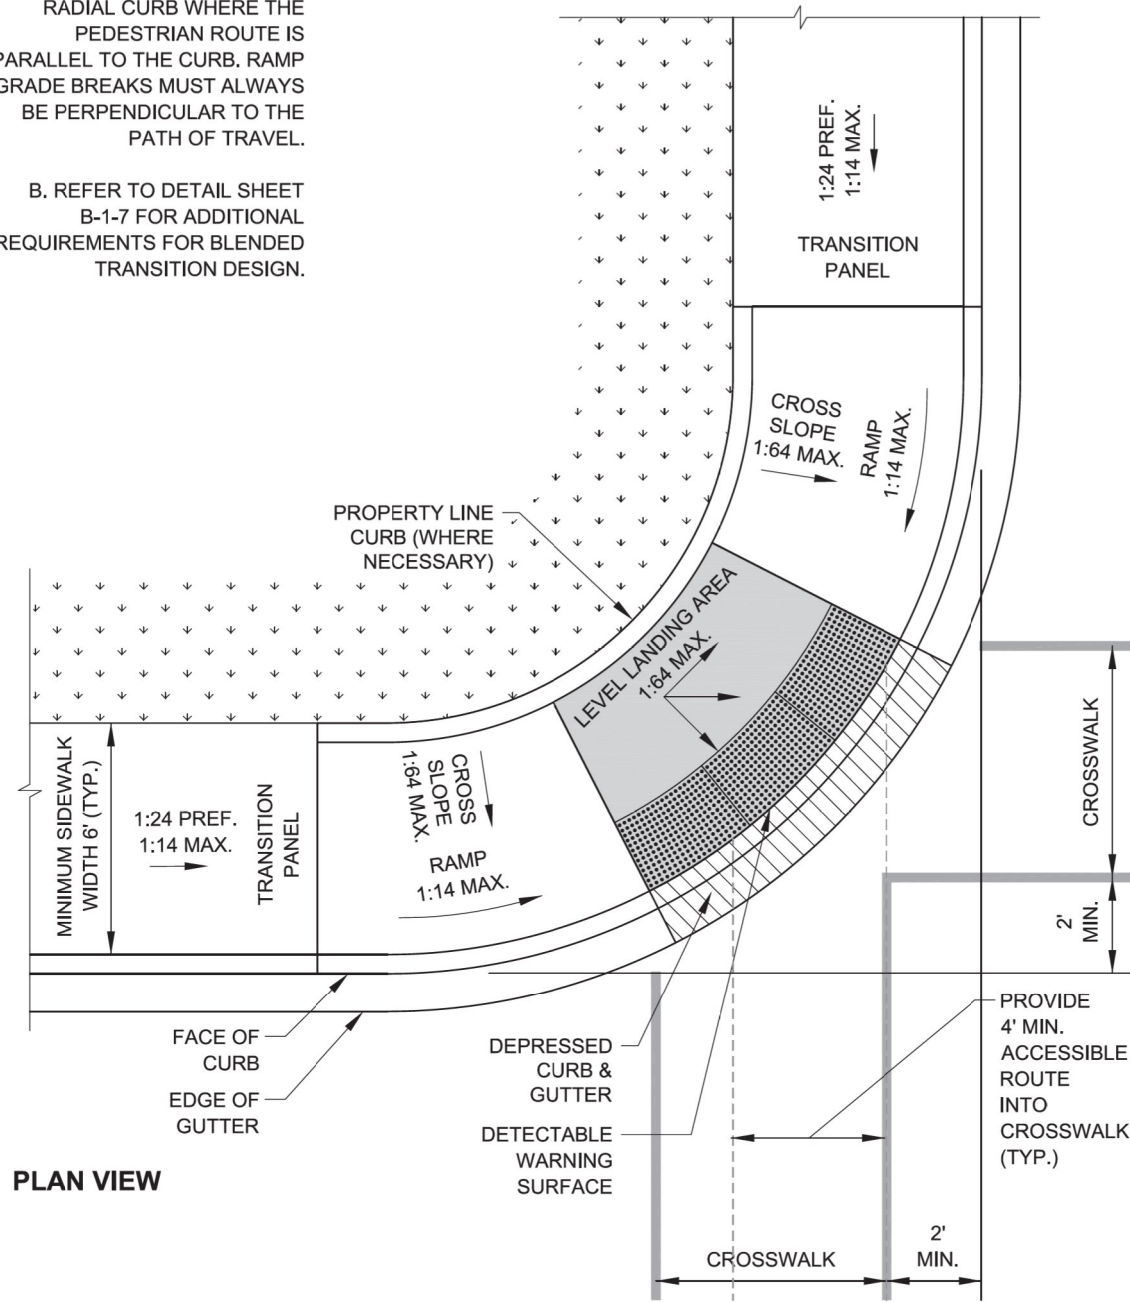 RADIAL CURB WHERE THE
PEDESTRIAN ROUTE IS
PARALLEL TO THE CURB. RAMP
GRADE BREAKS MUST ALWAYS
BE PERPENDICULAR TO THE
PATH OF TRAVEL.
B. REFER TO DETAIL SHEET
B-1-7 FOR ADDITIONAL
REQUIREMENTS FOR BLENDED
TRANSITION DESIGN.
1:24 PREF.
1:14 MAX.
TRANSITION
PANEL
CROSS
SLOPE
1:64 MAX.
RAMP
1:14 MAX.
PROPERTY LINE
CURB (WHERE
NECESSARY)
LEVEL LANDING AREA
1:64 MAX.
MINIMUM SIDEWALK
WIDTH 6' (TYP.)
1:24 PREF.
1:14 MAX.
TRANSITION
PANEL
CROSS
SLOPE
1:64 MAX.
RAMP
1:14 MAX.
CROSSWALK
2'
MIN.
FACE OF
CURB
EDGE OF
GUTTER
DEPRESSED
CURB &
GUTTER
DETECTABLE
WARNING
SURFACE
PROVIDE
4' MIN.
ACCESSIBLE
ROUTE
INTO
CROSSWALK
(TYP.)
PLAN VIEW
CROSSWALK
2'
MIN.